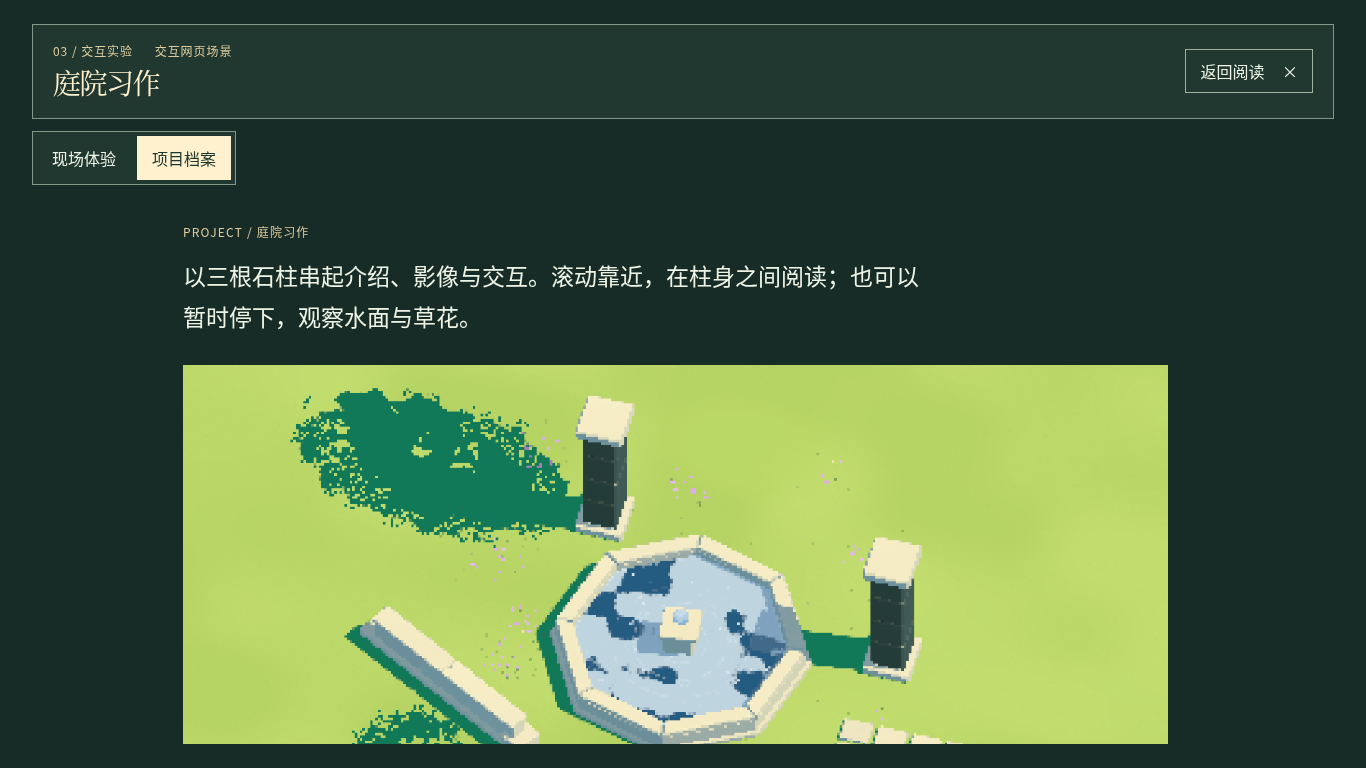 03 / 交互实验 交互网页场景
庭院习作
返回阅读 ×
现场体验 项目档案
PROJECT / 庭院习作
以三根石柱串起介绍、影像与交互。滚动靠近，在柱身之间阅读；也可以
暂时停下，观察水面与草花。